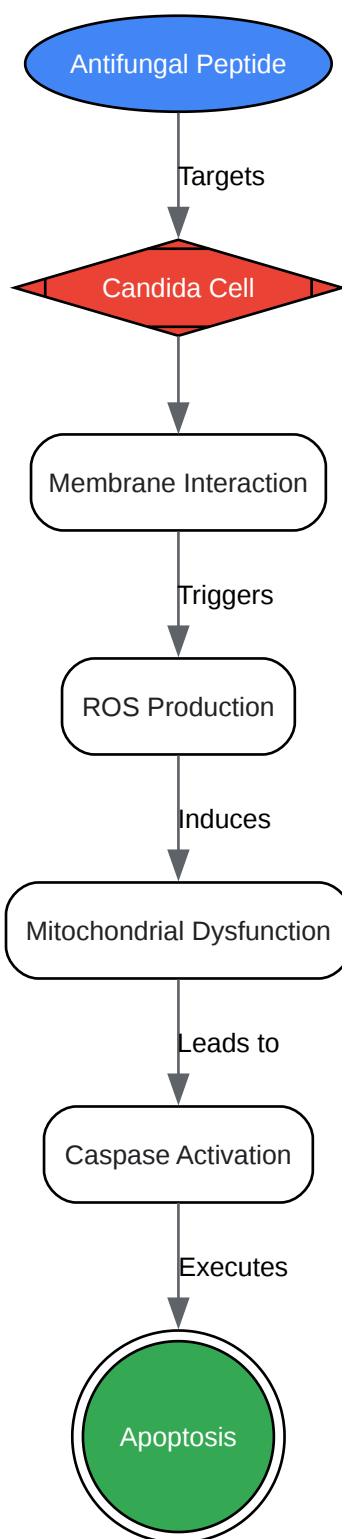 Antifungal Peptide
Targets
Candida Cell
Membrane Interaction
Triggers
ROS Production
Induces
Mitochondrial Dysfunction
Leads to
Caspase Activation
Executes
Apoptosis